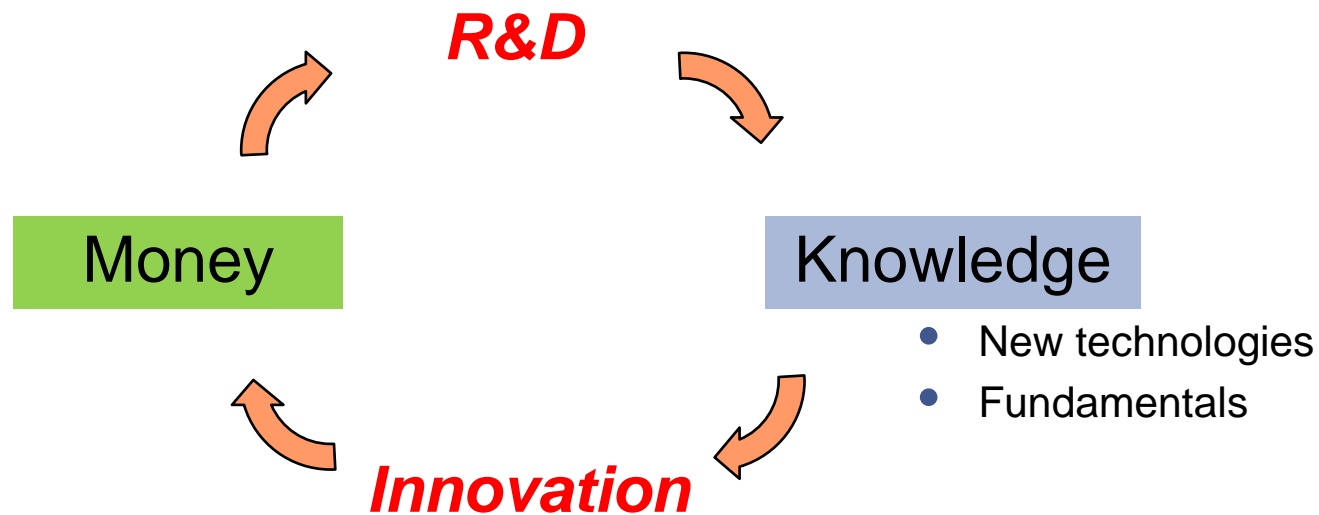 R&D
Money
Knowledge
• New technologies
• Fundamentals
Innovation